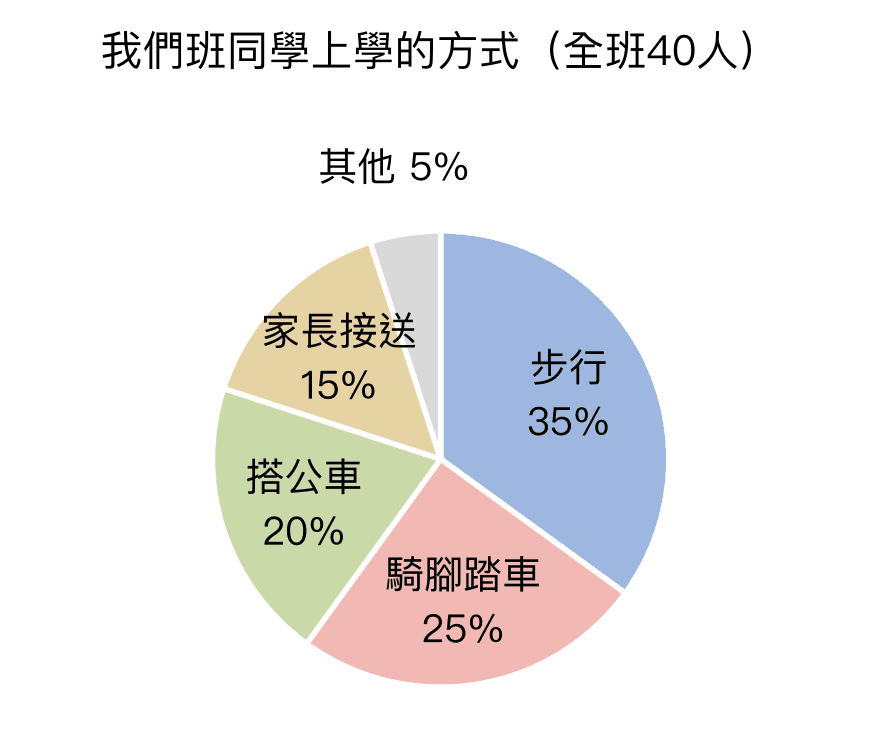 我們班同學上學的方式（全班40人）
其他 5%
家長接送
15%
步行
35%
搭公車
20%
騎腳踏車
25%